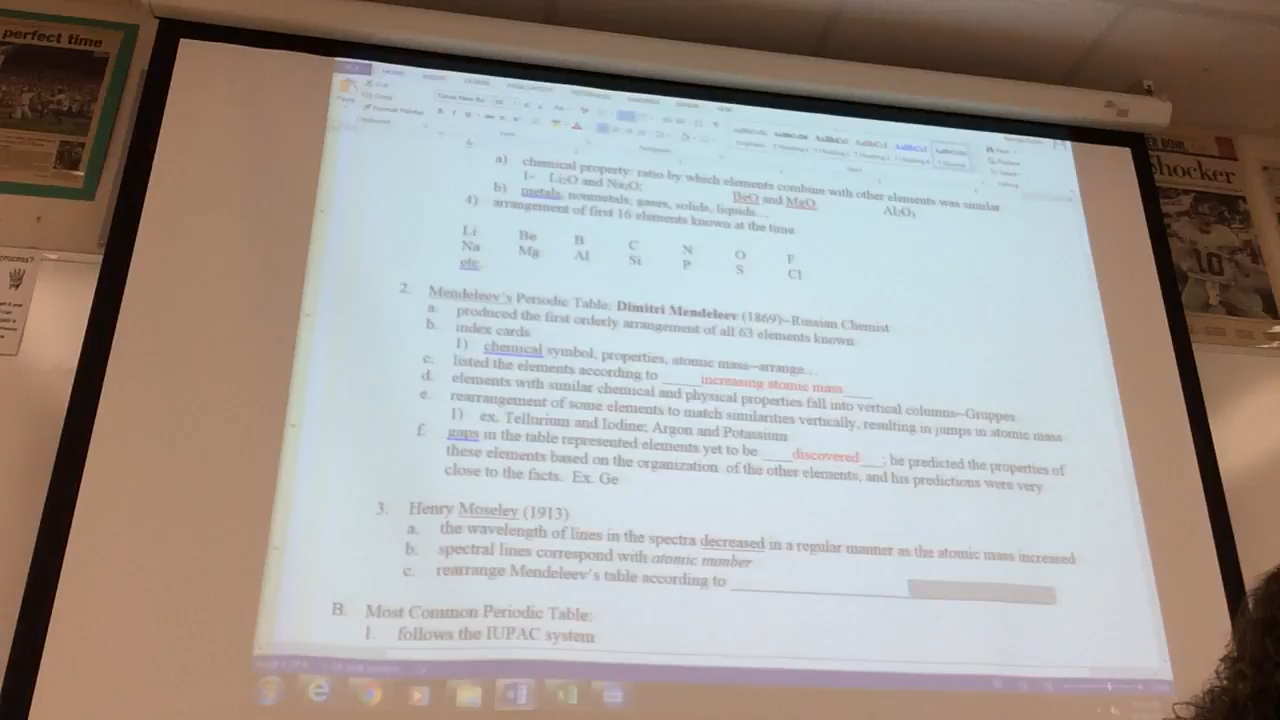 perfect time
Shocker
10
HOME
a) chemical property: ratio by which elements combine with other elements was similar
1- Li₂O and Na₂O; BeO and MgO Al₂O₃
b) metals, nonmetals, gases, solids, liquids...
4) arrangement of first 16 elements known at the time
Li Be B C N O F
Na Mg Al Si P S Cl
etc.
2. Mendeleev's Periodic Table: Dimitri Mendeleev (1869)–Russian Chemist
a. produced the first orderly arrangement of all 63 elements known
b. index cards
1) chemical symbol, properties, atomic mass–arrange...
c. listed the elements according to ____increasing atomic mass____
d. elements with similar chemical and physical properties fall into vertical columns–Gruppes
e. rearrangement of some elements to match similarities vertically, resulting in jumps in atomic mass
1) ex. Tellurium and Iodine; Argon and Potassium
f. gaps in the table represented elements yet to be ____discovered___; he predicted the properties of
these elements based on the organization of the other elements, and his predictions were very
close to the facts. Ex. Ge
3. Henry Moseley (1913)
a. the wavelength of lines in the spectra decreased in a regular manner as the atomic mass increased
b. spectral lines correspond with atomic number
c. rearrange Mendeleev's table according to ____
B. Most Common Periodic Table:
1. follows the IUPAC system